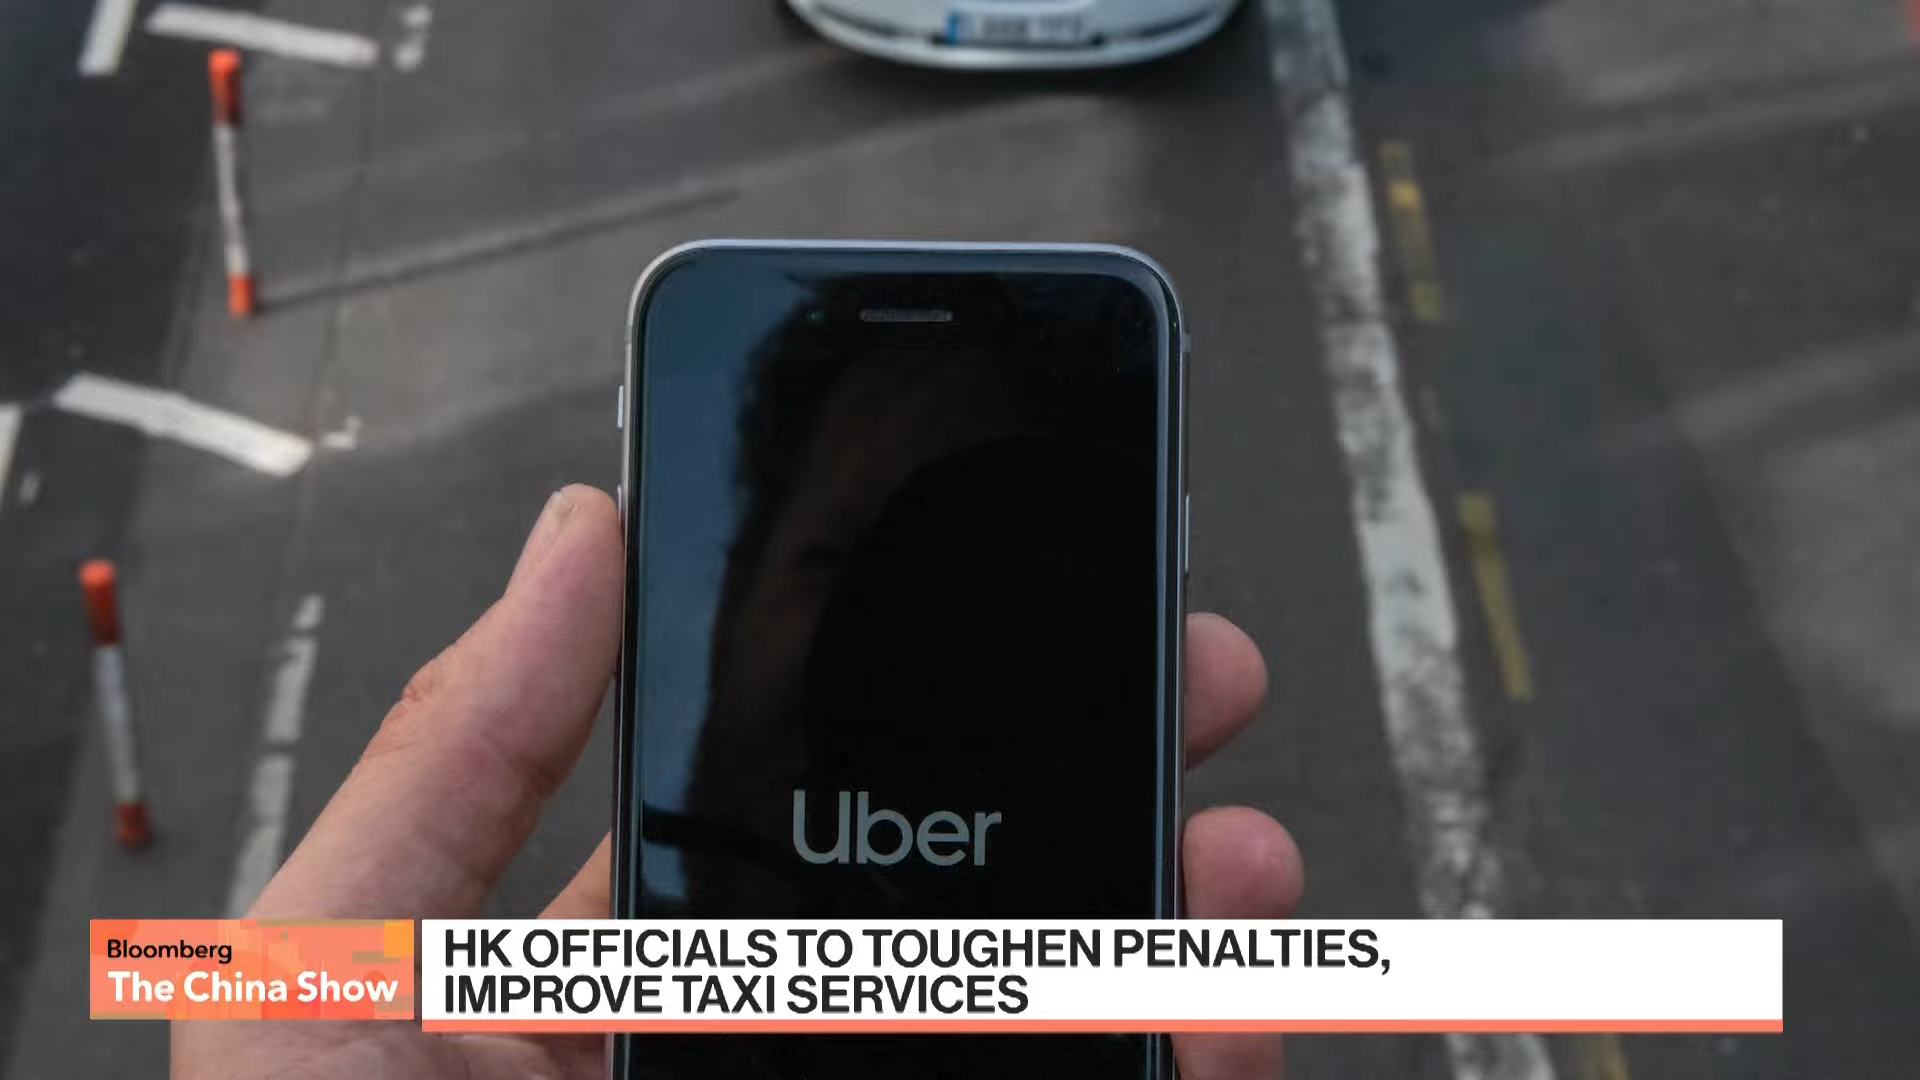 Uber
Bloomberg
The China Show
HK OFFICIALS TO TOUGHEN PENALTIES,
IMPROVE TAXI SERVICES